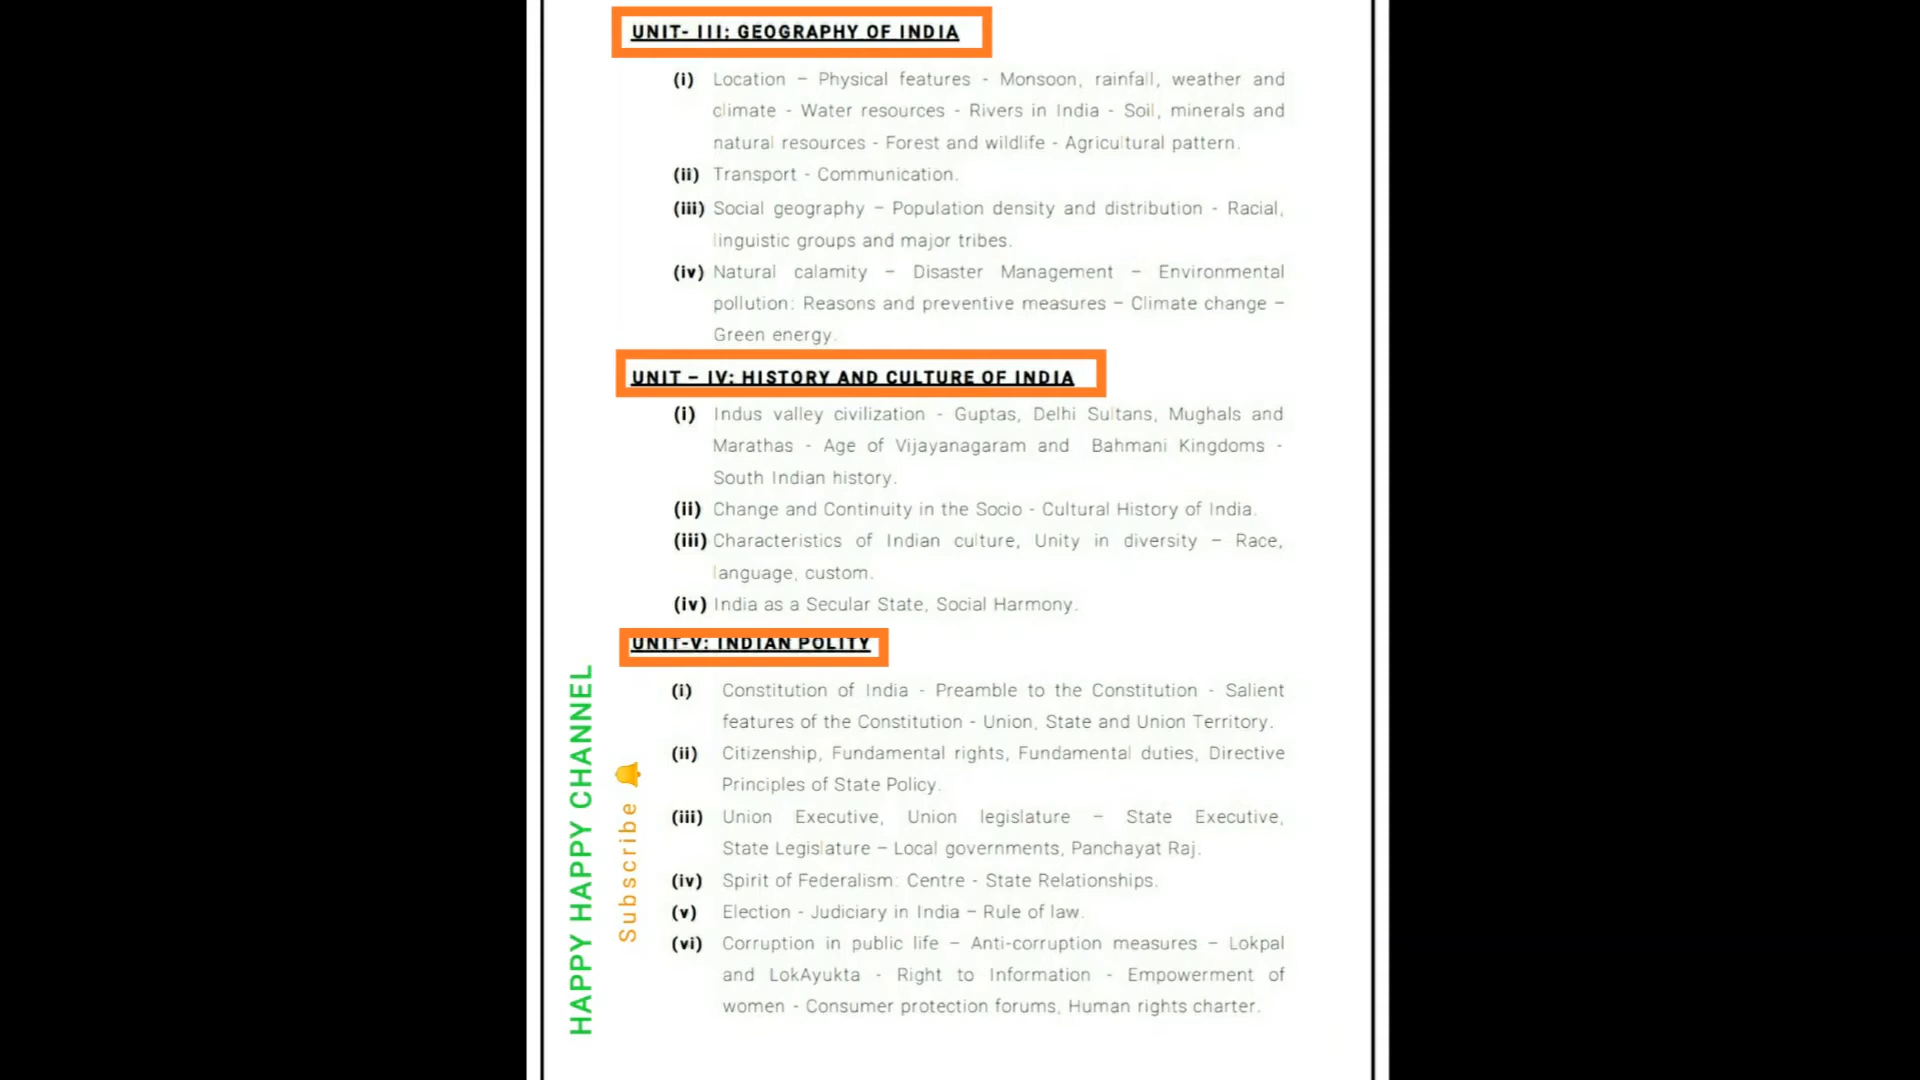 UNIT- III: GEOGRAPHY OF INDIA
(i) Location – Physical features - Monsoon, rainfall, weather and
climate - Water resources - Rivers in India - Soil, minerals and
natural resources - Forest and wildlife - Agricultural pattern.
(ii) Transport - Communication.
(iii) Social geography – Population density and distribution - Racial,
linguistic groups and major tribes.
(iv) Natural calamity – Disaster Management – Environmental
pollution: Reasons and preventive measures – Climate change –
Green energy.
UNIT – IV: HISTORY AND CULTURE OF INDIA
(i) Indus valley civilization - Guptas, Delhi Sultans, Mughals and
Marathas - Age of Vijayanagaram and Bahmani Kingdoms -
South Indian history.
(ii) Change and Continuity in the Socio - Cultural History of India.
(iii) Characteristics of Indian culture, Unity in diversity – Race,
language, custom.
(iv) India as a Secular State, Social Harmony.
UNIT-V: INDIAN POLITY
(i) Constitution of India - Preamble to the Constitution - Salient
features of the Constitution - Union, State and Union Territory.
(ii) Citizenship, Fundamental rights, Fundamental duties, Directive
Principles of State Policy.
(iii) Union Executive, Union legislature – State Executive,
State Legislature – Local governments, Panchayat Raj.
(iv) Spirit of Federalism: Centre - State Relationships.
(v) Election - Judiciary in India – Rule of law.
(vi) Corruption in public life – Anti-corruption measures – Lokpal
and LokAyukta - Right to Information - Empowerment of
women - Consumer protection forums, Human rights charter.
HAPPY HAPPY CHANNEL
Subscribe